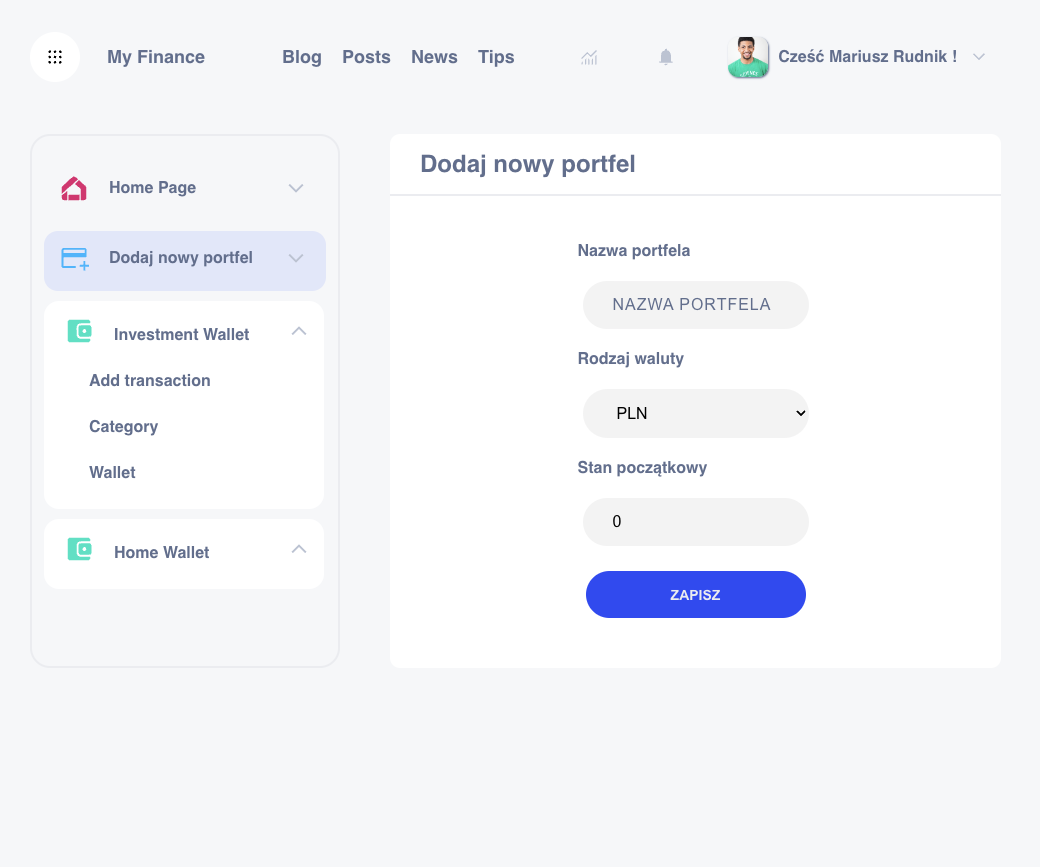 My Finance
Blog Posts News Tips
Cześć Mariusz Rudnik !
Home Page
Dodaj nowy portfel
Investment Wallet
Add transaction
Category
Wallet
Home Wallet
Dodaj nowy portfel
Nazwa portfela
NAZWA PORTFELA
Rodzaj waluty
PLN
Stan początkowy
0
ZAPISZ